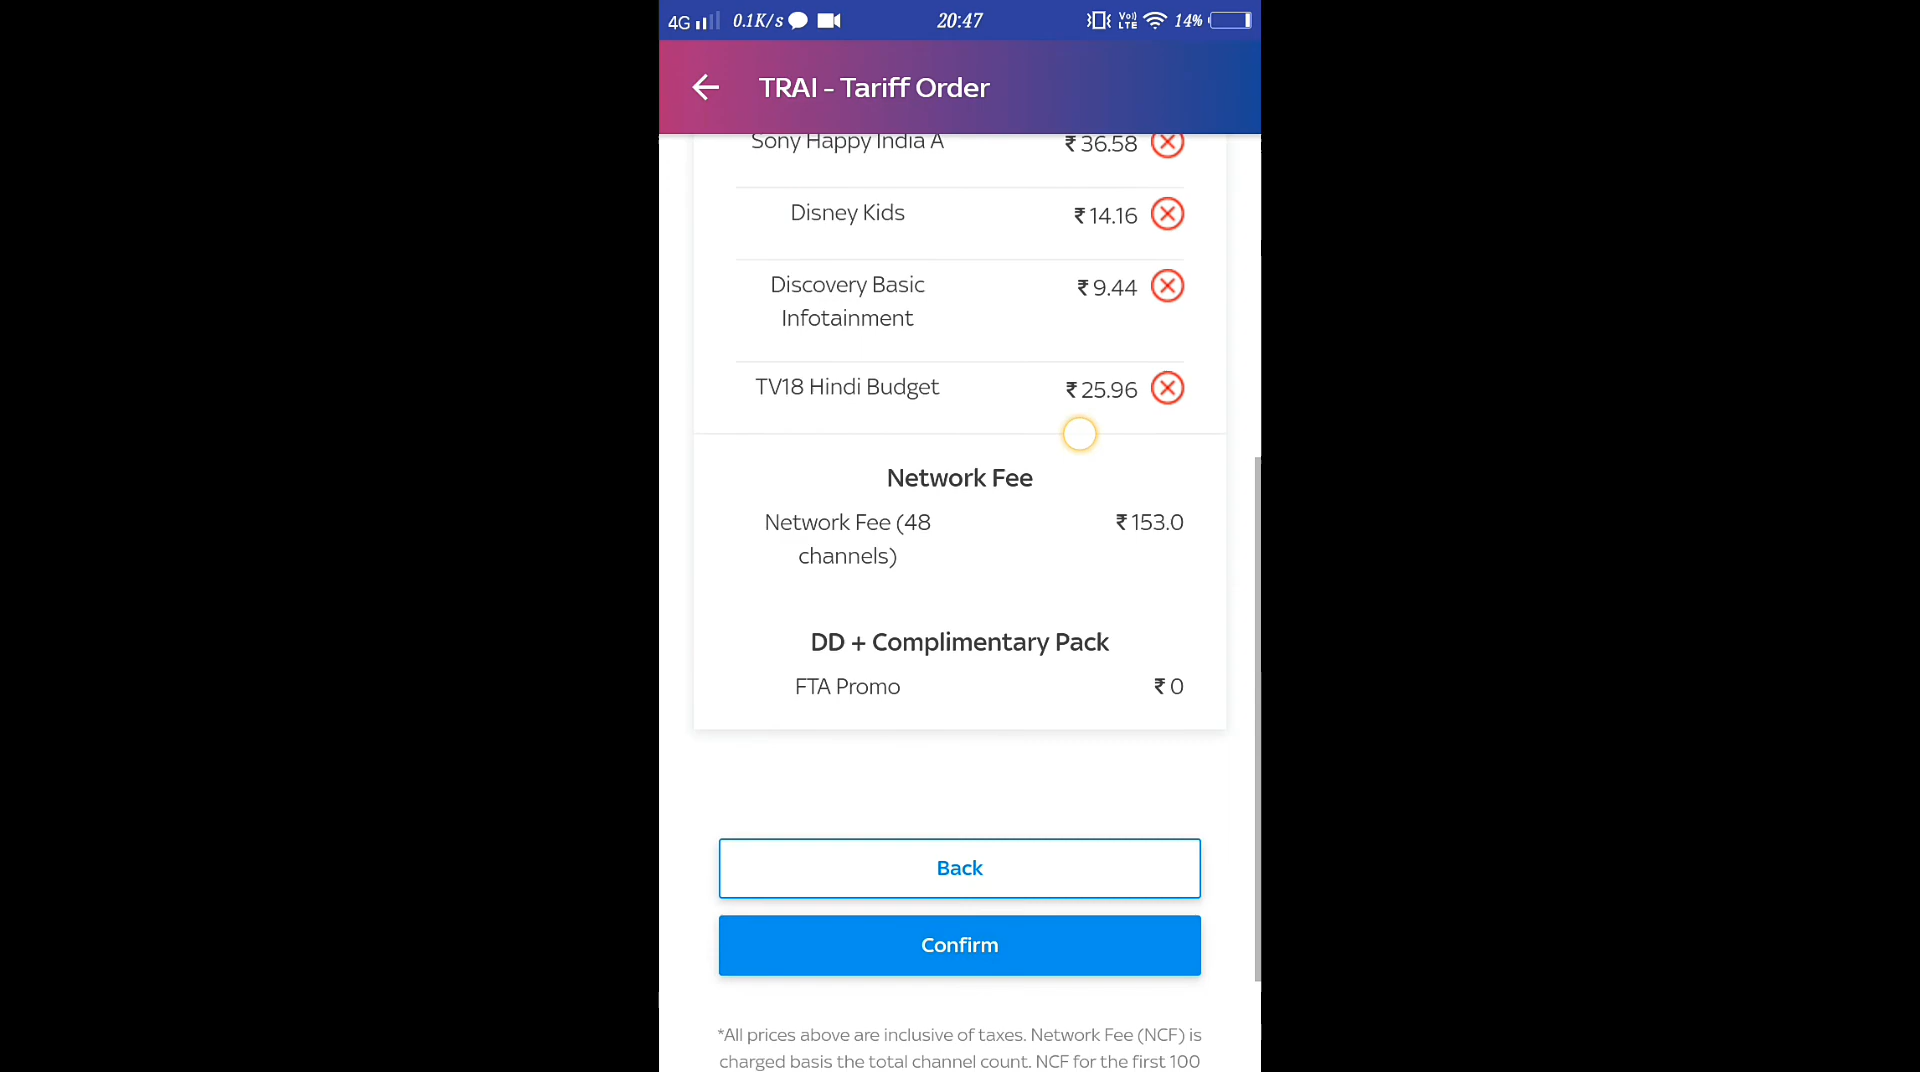 4G 0.1K/s 20:47 VoLTE 14%
TRAI - Tariff Order
Sony Happy India A ₹ 36.58
Disney Kids ₹ 14.16
Discovery Basic ₹ 9.44
Infotainment
TV18 Hindi Budget ₹ 25.96
Network Fee
Network Fee (48 ₹ 153.0
channels)
DD + Complimentary Pack
FTA Promo ₹ 0
Back
Confirm
*All prices above are inclusive of taxes. Network Fee (NCF) is
charged basis the total channel count. NCF for the first 100